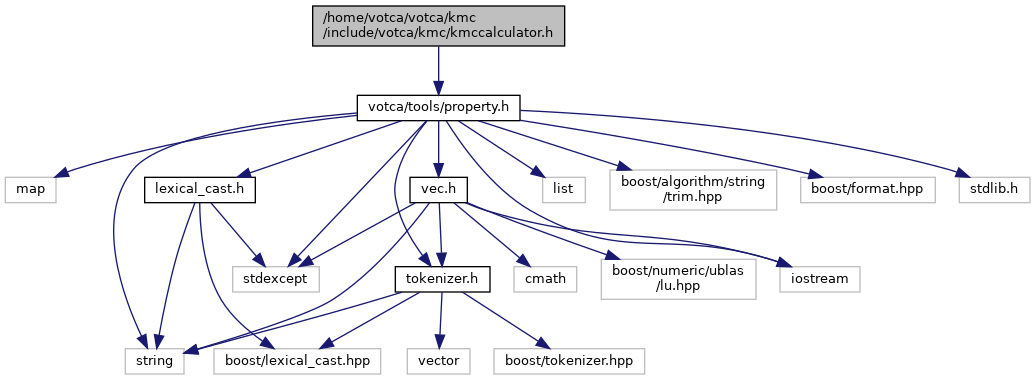 /home/votca/votca/kmc
/include/votca/kmc/kmccalculator.h
votca/tools/property.h
map
lexical_cast.h
vec.h
list
boost/algorithm/string
/trim.hpp
boost/format.hpp
stdlib.h
stdexcept
tokenizer.h
cmath
boost/numeric/ublas
/lu.hpp
iostream
string
boost/lexical_cast.hpp
vector
boost/tokenizer.hpp